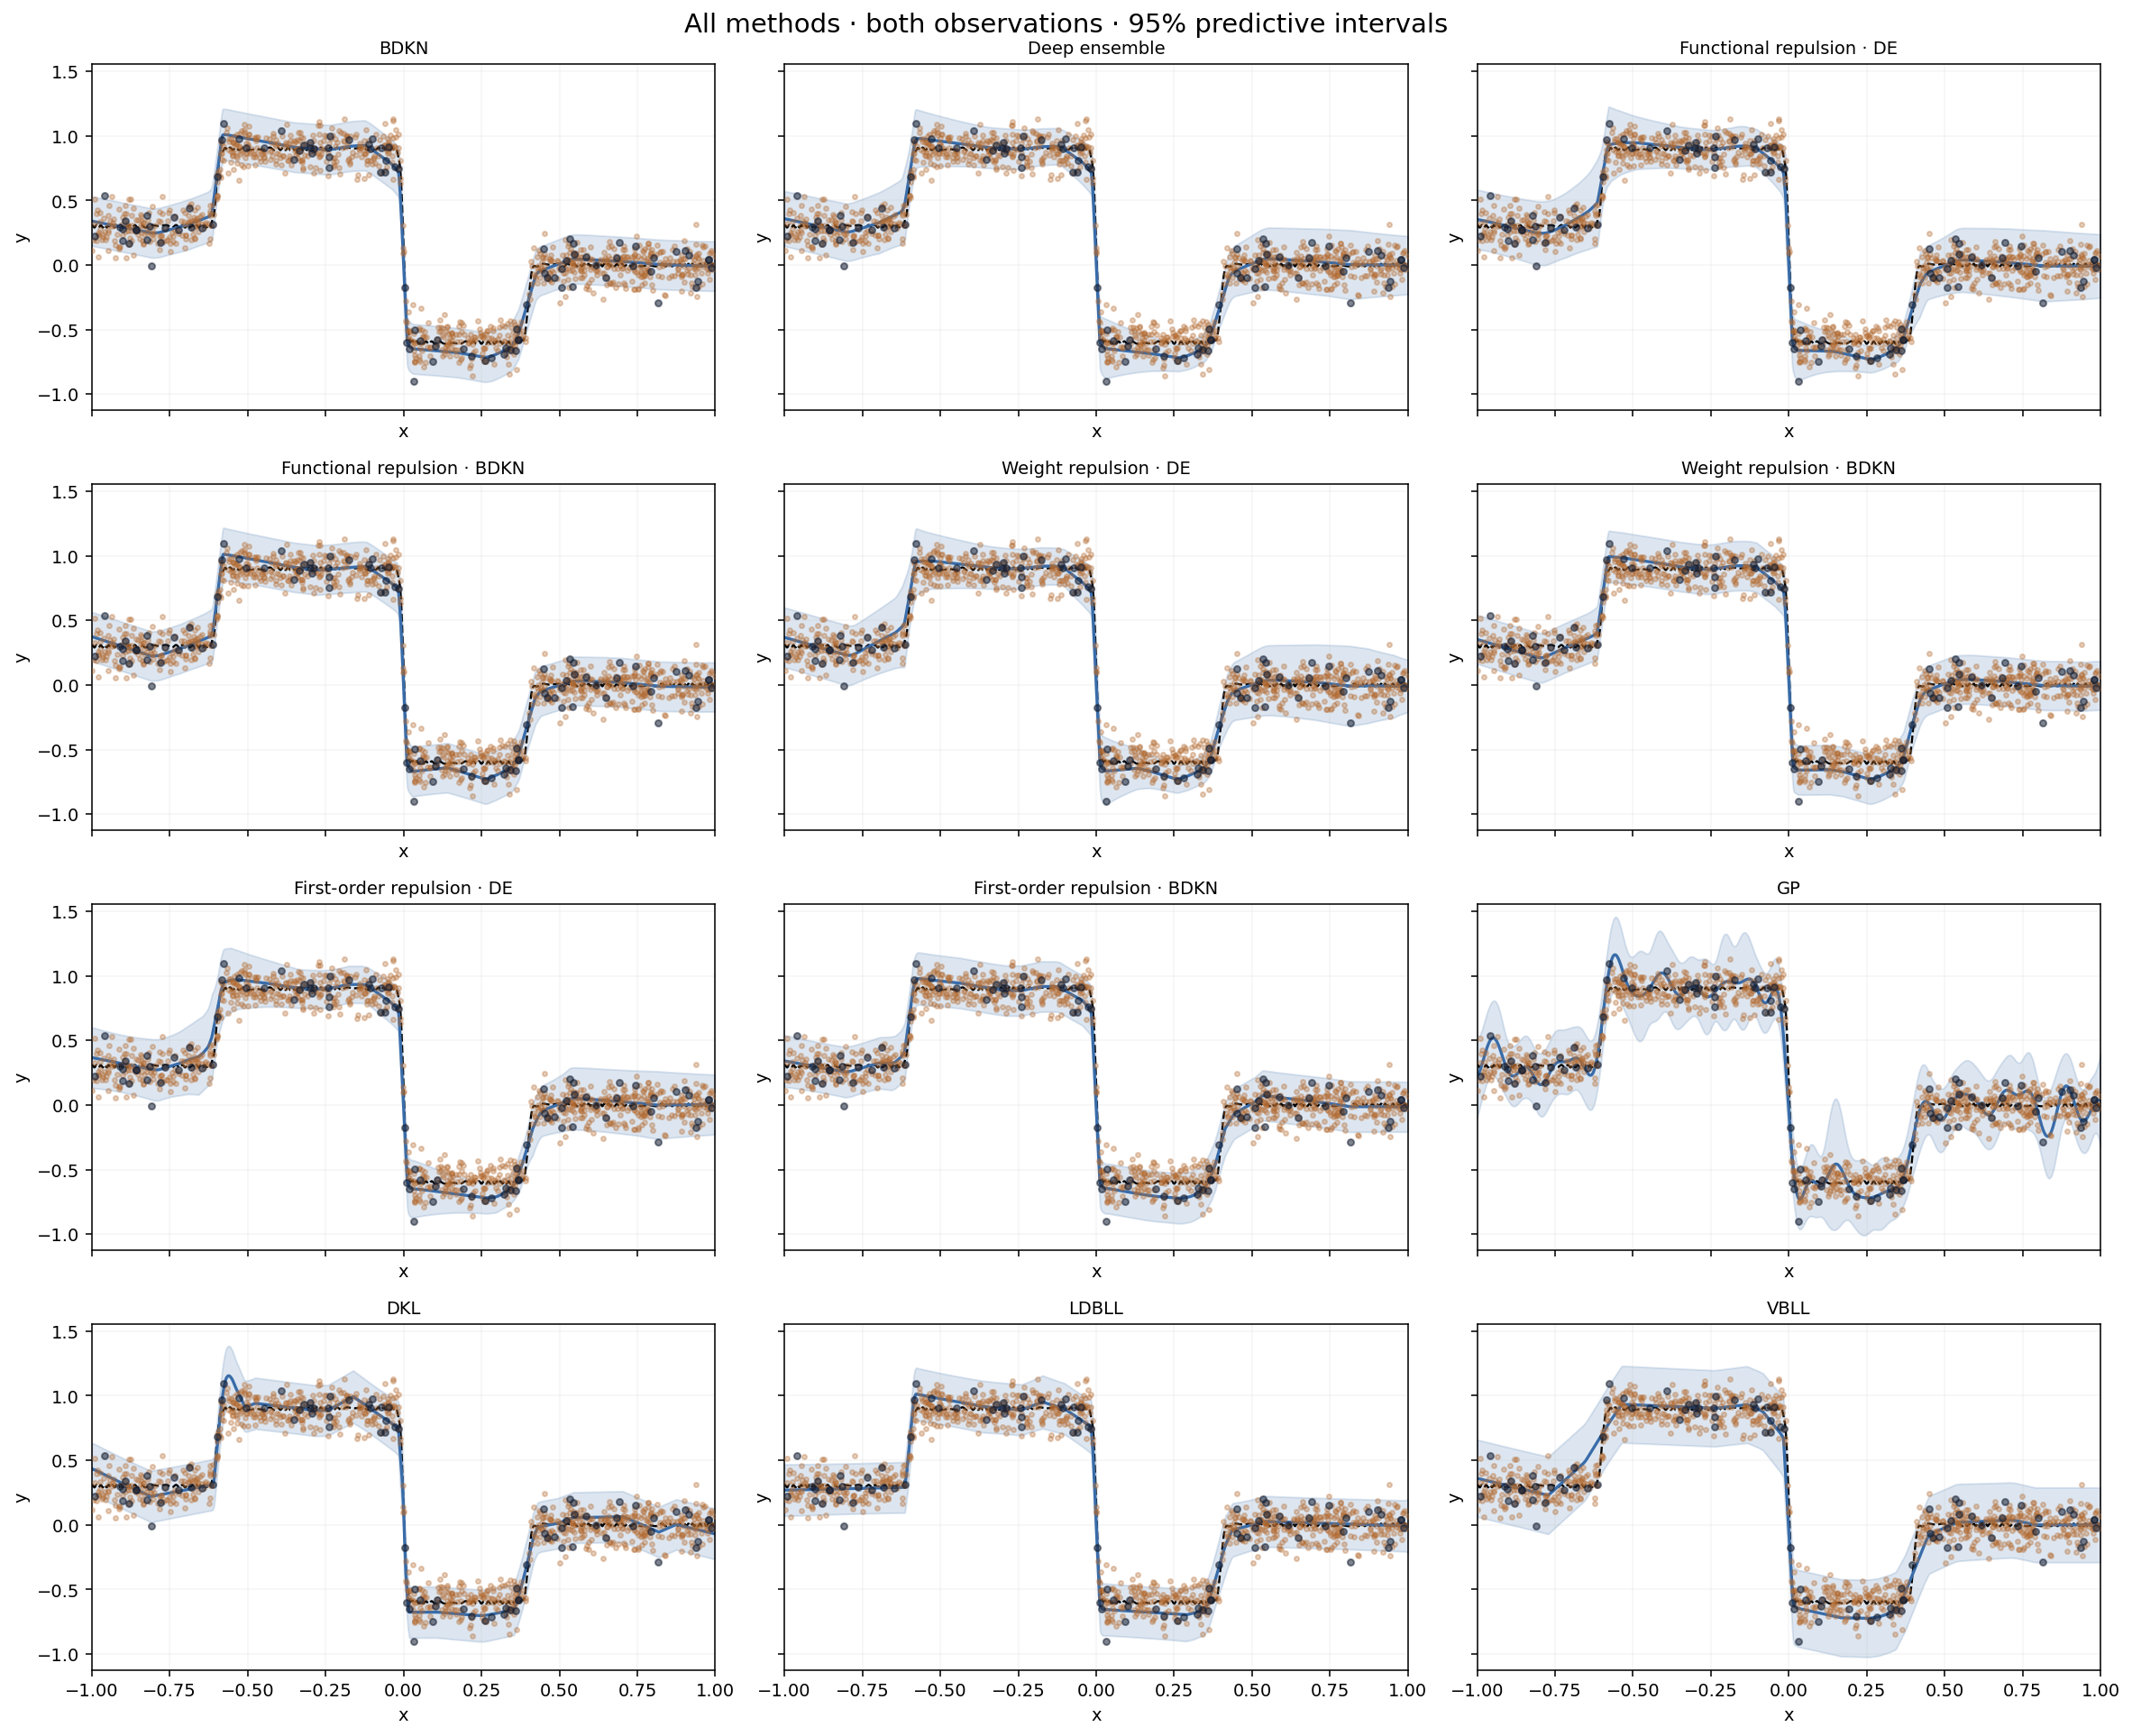 All methods · both observations · 95% predictive intervals
BDKN
Deep ensemble
Functional repulsion · DE
1.5
1.0
0.5
0.0
−0.5
−1.0
y
y
y
x
x
x
Functional repulsion · BDKN
Weight repulsion · DE
Weight repulsion · BDKN
1.5
1.0
0.5
0.0
−0.5
−1.0
y
y
y
x
x
x
First-order repulsion · DE
First-order repulsion · BDKN
GP
1.5
1.0
0.5
0.0
−0.5
−1.0
y
y
y
x
x
x
DKL
LDBLL
VBLL
1.5
1.0
0.5
0.0
−0.5
−1.0
y
y
y
−1.00 −0.75 −0.50 −0.25 0.00 0.25 0.50 0.75 1.00
−1.00 −0.75 −0.50 −0.25 0.00 0.25 0.50 0.75 1.00
−1.00 −0.75 −0.50 −0.25 0.00 0.25 0.50 0.75 1.00
x
x
x